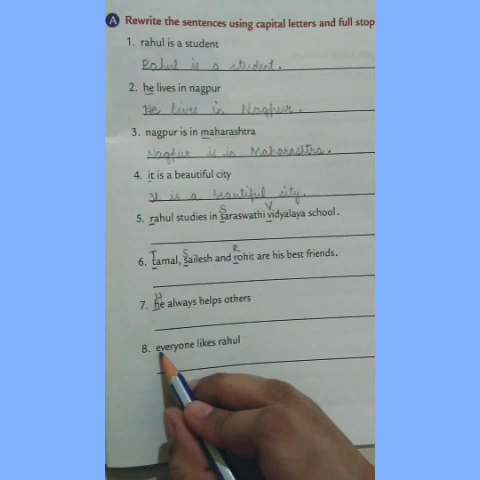 A Rewrite the sentences using capital letters and full stop
1. rahul is a student
Rahul is a student.
2. he lives in nagpur
He lives in Nagpur.
3. nagpur is in maharashtra
Nagpur is in Maharashtra.
4. it is a beautiful city
It is a beautiful city.
S V
5. rahul studies in saraswathi vidyalaya school.
T S R
6. tamal, sailesh and rohit are his best friends.
H
7. he always helps others
8. everyone likes rahul